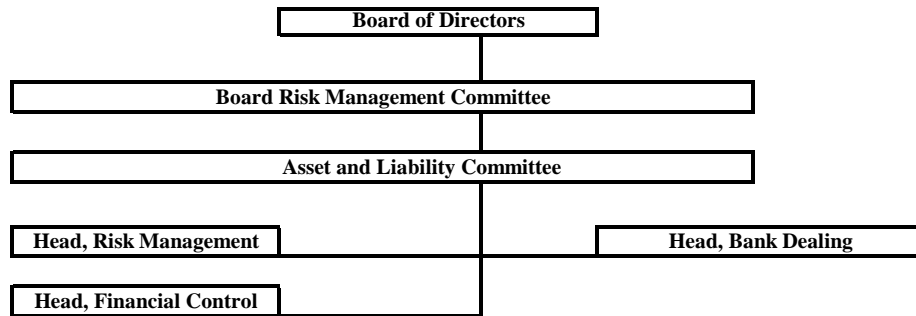 Board of Directors
Board Risk Management Committee
Asset and Liability Committee
Head, Risk Management
Head, Bank Dealing
Head, Financial Control